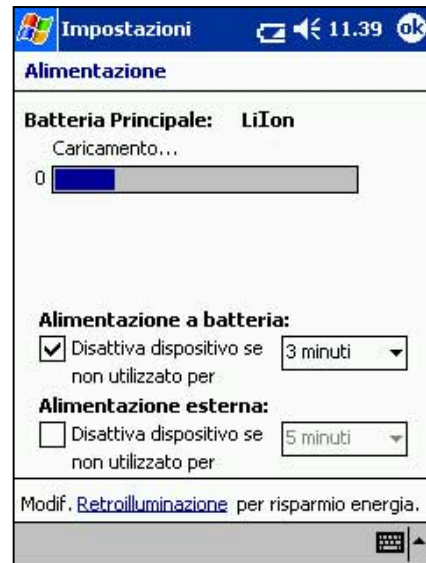 Impostazioni 11.39 ok
Alimentazione
Batteria Principale: LiIon
Caricamento...
0
Alimentazione a batteria:
Disattiva dispositivo se non utilizzato per 3 minuti
Alimentazione esterna:
Disattiva dispositivo se non utilizzato per 5 minuti
Modif. Retroilluminazione per risparmio energia.